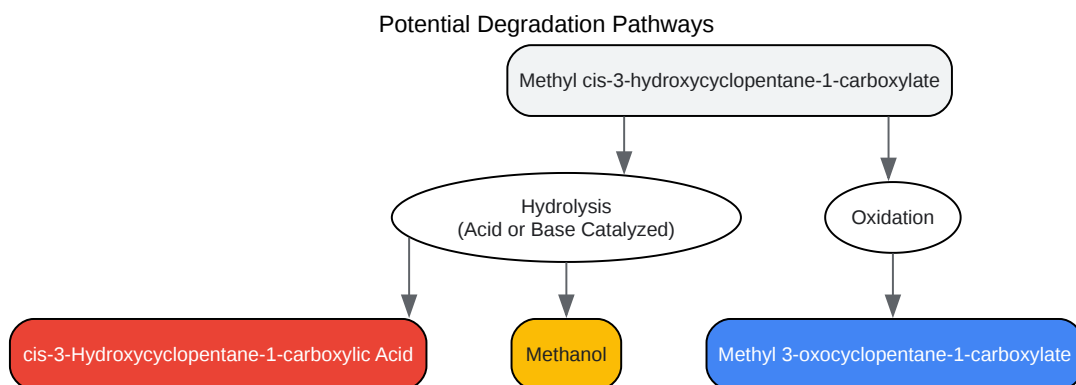 Potential Degradation Pathways
Methyl cis-3-hydroxycyclopentane-1-carboxylate
Hydrolysis
(Acid or Base Catalyzed)
Oxidation
cis-3-Hydroxycyclopentane-1-carboxylic Acid
Methanol
Methyl 3-oxocyclopentane-1-carboxylate